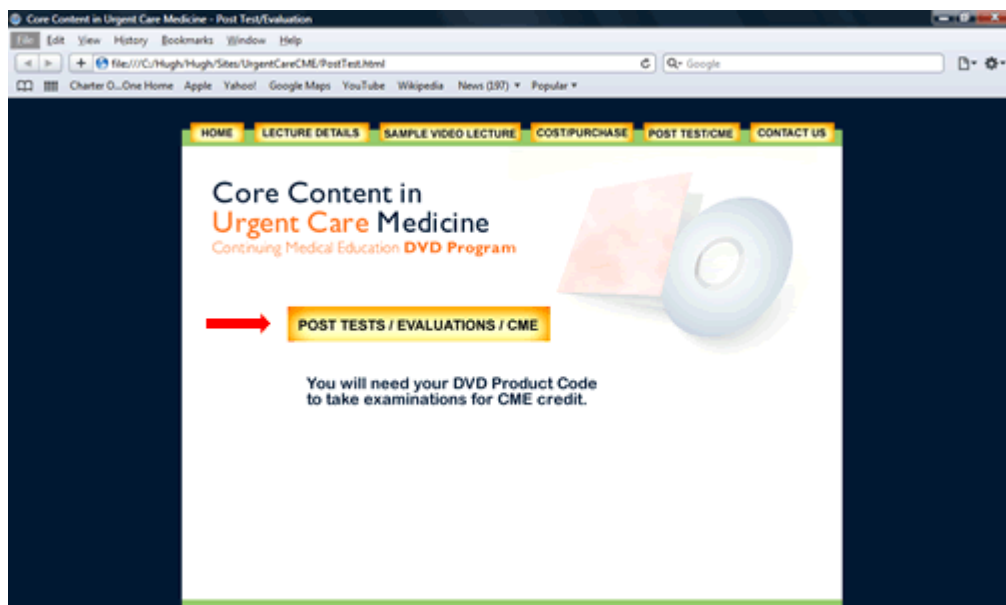 Core Content in Urgent Care Medicine - Post Test/Evaluation
File Edit View History Bookmarks Window Help
file:///C:/Hugh/Hugh/Sites/UrgentCareCME/PostTest.html Google
Charter O...One Home Apple Yahoo! Google Maps YouTube Wikipedia News (197) Popular
HOME LECTURE DETAILS SAMPLE VIDEO LECTURE COST/PURCHASE POST TEST/CME CONTACT US
Core Content in
Urgent Care Medicine
Continuing Medical Education DVD Program
POST TESTS / EVALUATIONS / CME
You will need your DVD Product Code
to take examinations for CME credit.